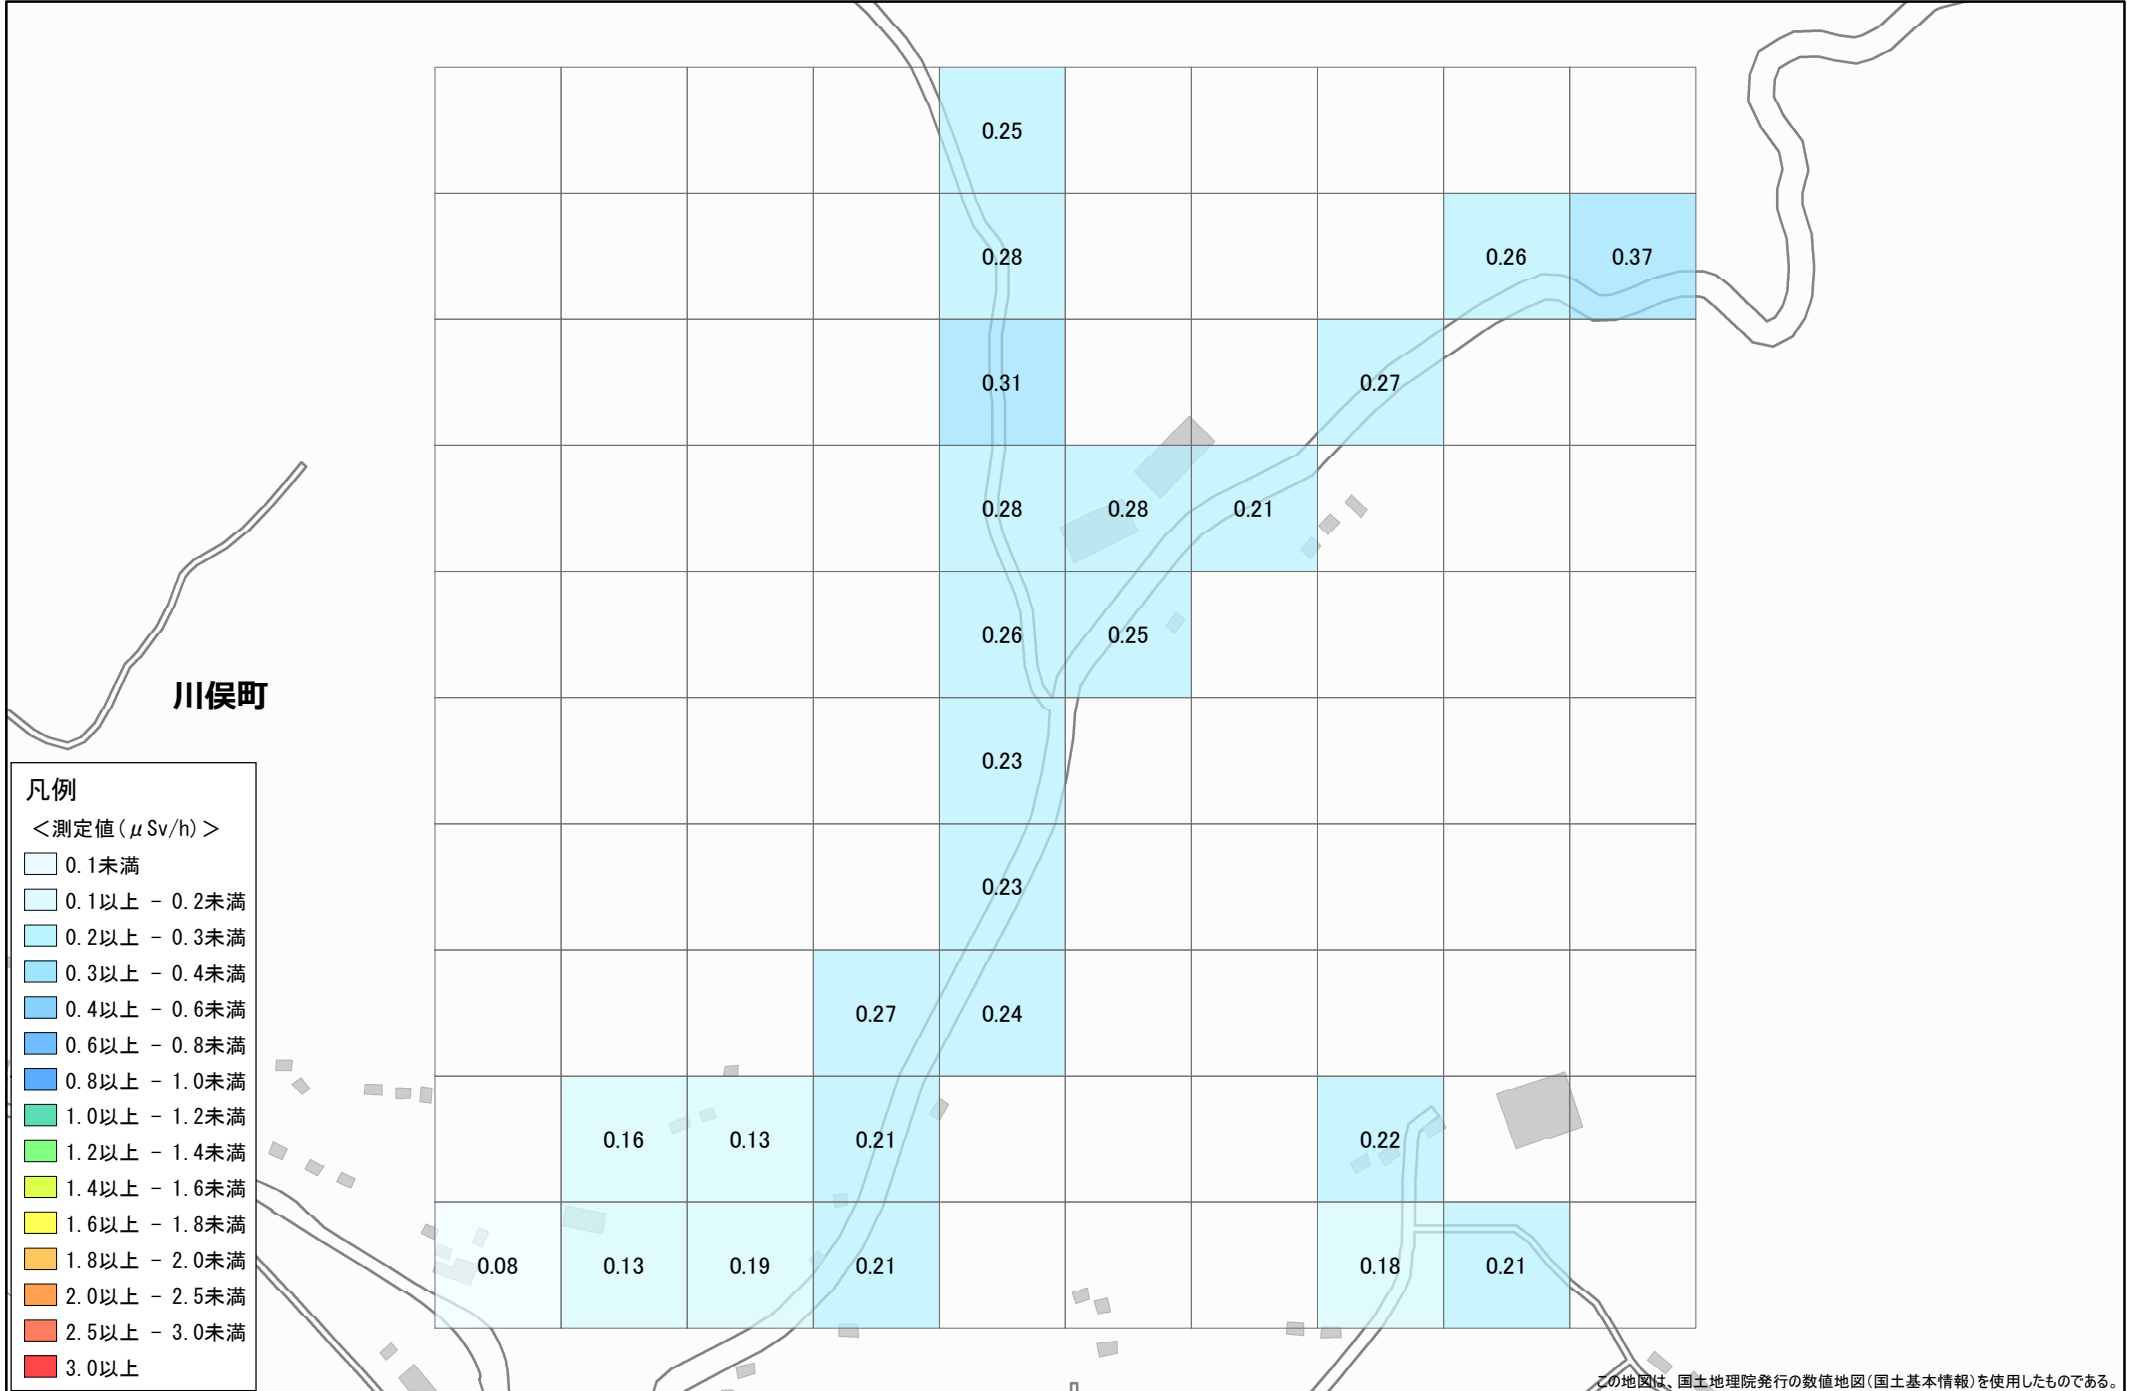 0.25
0.28
0.26
0.37
0.31
0.27
0.28
0.28
0.21
0.26
0.25
川俣町
0.23
0.23
0.27
0.24
0.16
0.13
0.21
0.22
0.08
0.13
0.19
0.21
0.18
0.21
凡例
＜測定値(μSv/h)＞
0.1未満
0.1以上 － 0.2未満
0.2以上 － 0.3未満
0.3以上 － 0.4未満
0.4以上 － 0.6未満
0.6以上 － 0.8未満
0.8以上 － 1.0未満
1.0以上 － 1.2未満
1.2以上 － 1.4未満
1.4以上 － 1.6未満
1.6以上 － 1.8未満
1.8以上 － 2.0未満
2.0以上 － 2.5未満
2.5以上 － 3.0未満
3.0以上
この地図は、国土地理院発行の数値地図(国土基本情報)を使用したものである。